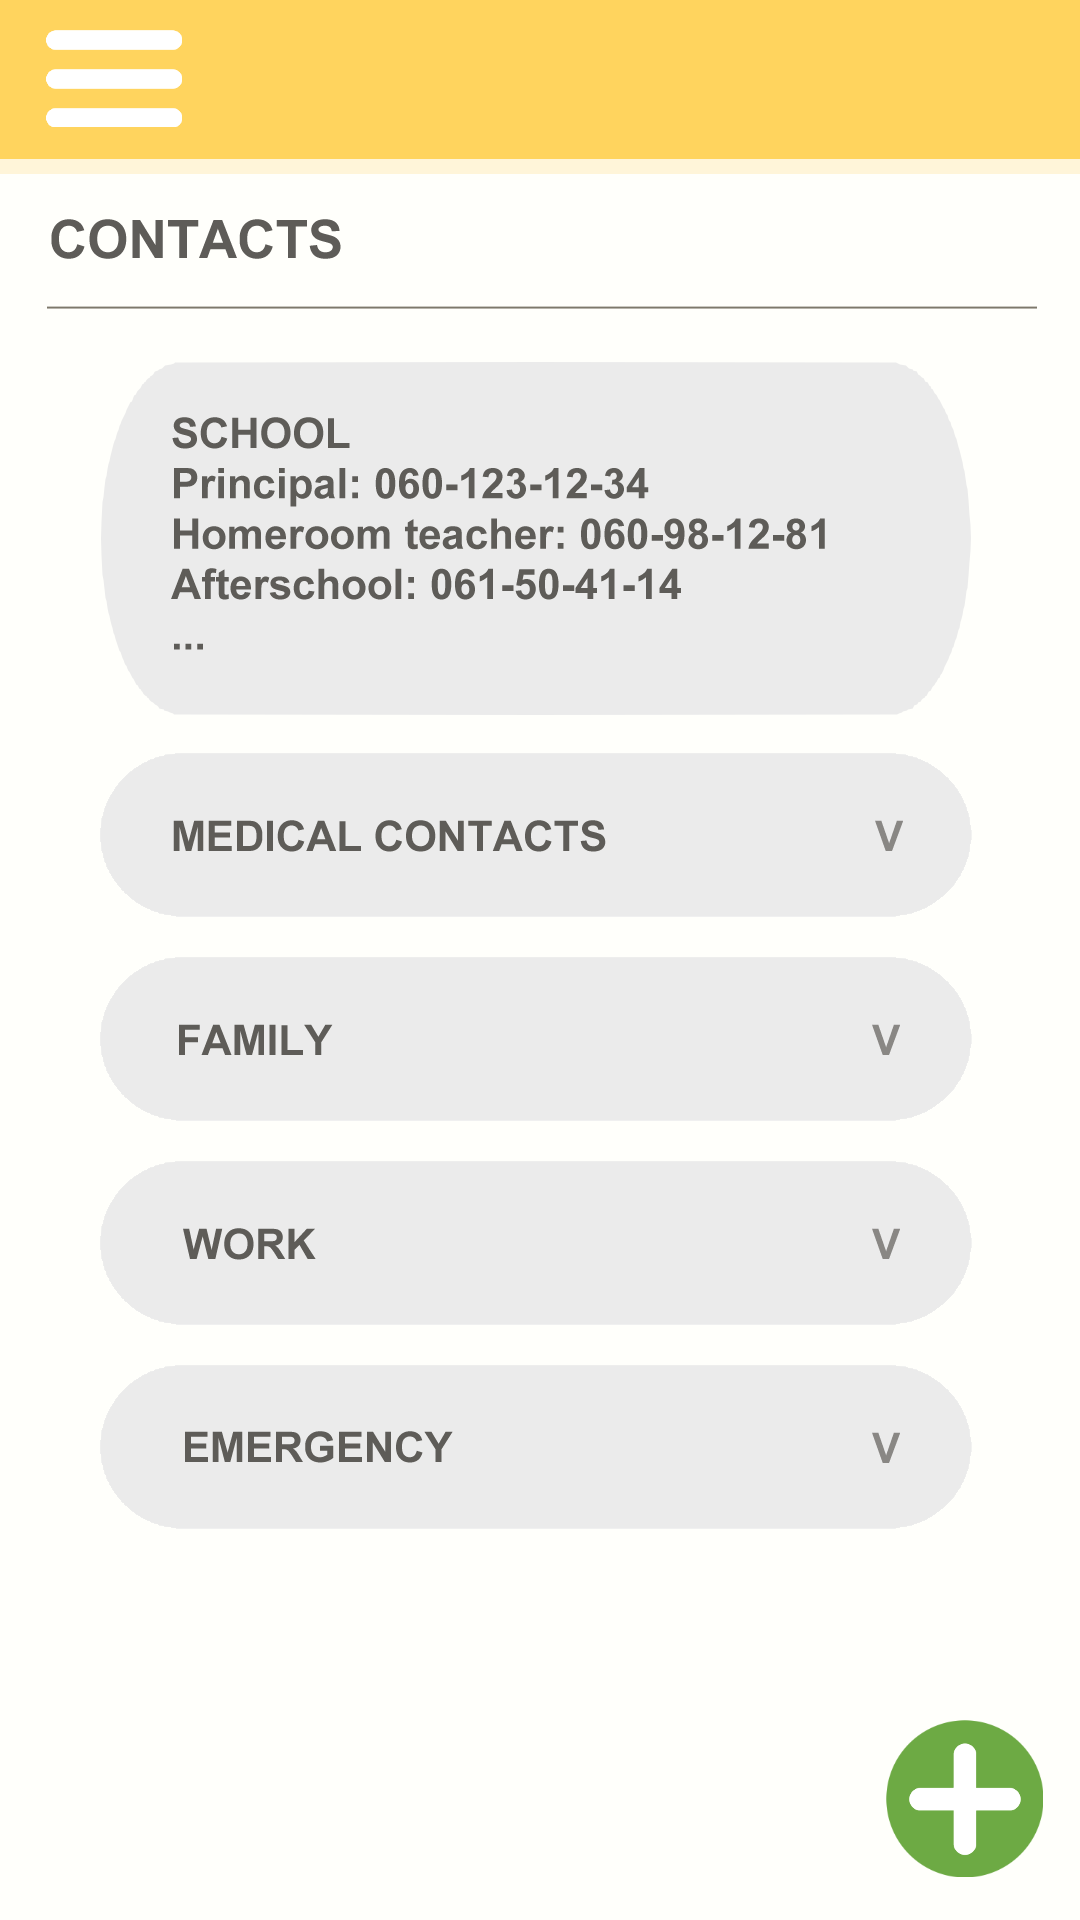 CONTACTS
SCHOOL
Principal: 060-123-12-34
Homeroom teacher: 060-98-12-81
Afterschool: 061-50-41-14
...
MEDICAL CONTACTS V
FAMILY V
WORK V
EMERGENCY V